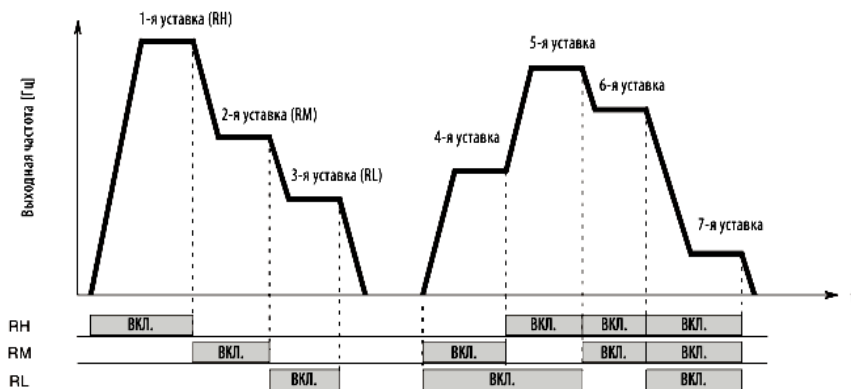 1-я уставка (RH)
5-я уставка
6-я уставка
2-я уставка (RM)
4-я уставка
3-я уставка (RL)
7-я уставка
Выходная частота [Гц]
RH ВКЛ. ВКЛ. ВКЛ. ВКЛ.
RM ВКЛ. ВКЛ. ВКЛ. ВКЛ.
RL ВКЛ. ВКЛ. ВКЛ.